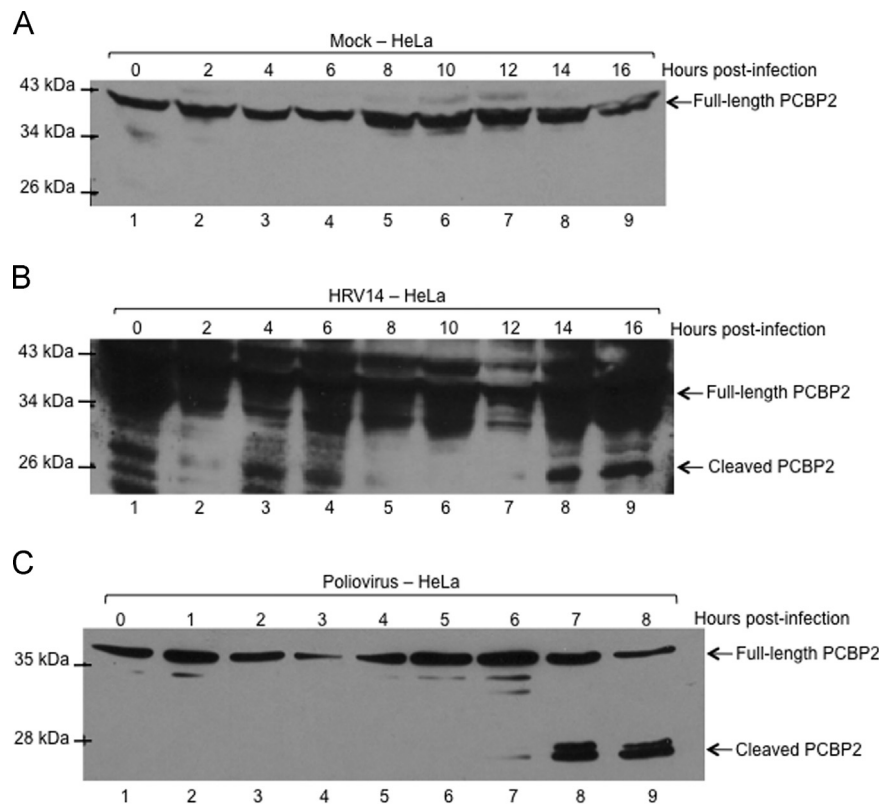 A
Mock – HeLa
0 2 4 6 8 10 12 14 16 Hours post-infection
43 kDa
Full-length PCBP2
34 kDa
26 kDa
1 2 3 4 5 6 7 8 9
B
HRV14 – HeLa
0 2 4 6 8 10 12 14 16 Hours post-infection
43 kDa
Full-length PCBP2
34 kDa
26 kDa
Cleaved PCBP2
1 2 3 4 5 6 7 8 9
C
Poliovirus – HeLa
0 1 2 3 4 5 6 7 8 Hours post-infection
Full-length PCBP2
35 kDa
28 kDa
Cleaved PCBP2
1 2 3 4 5 6 7 8 9